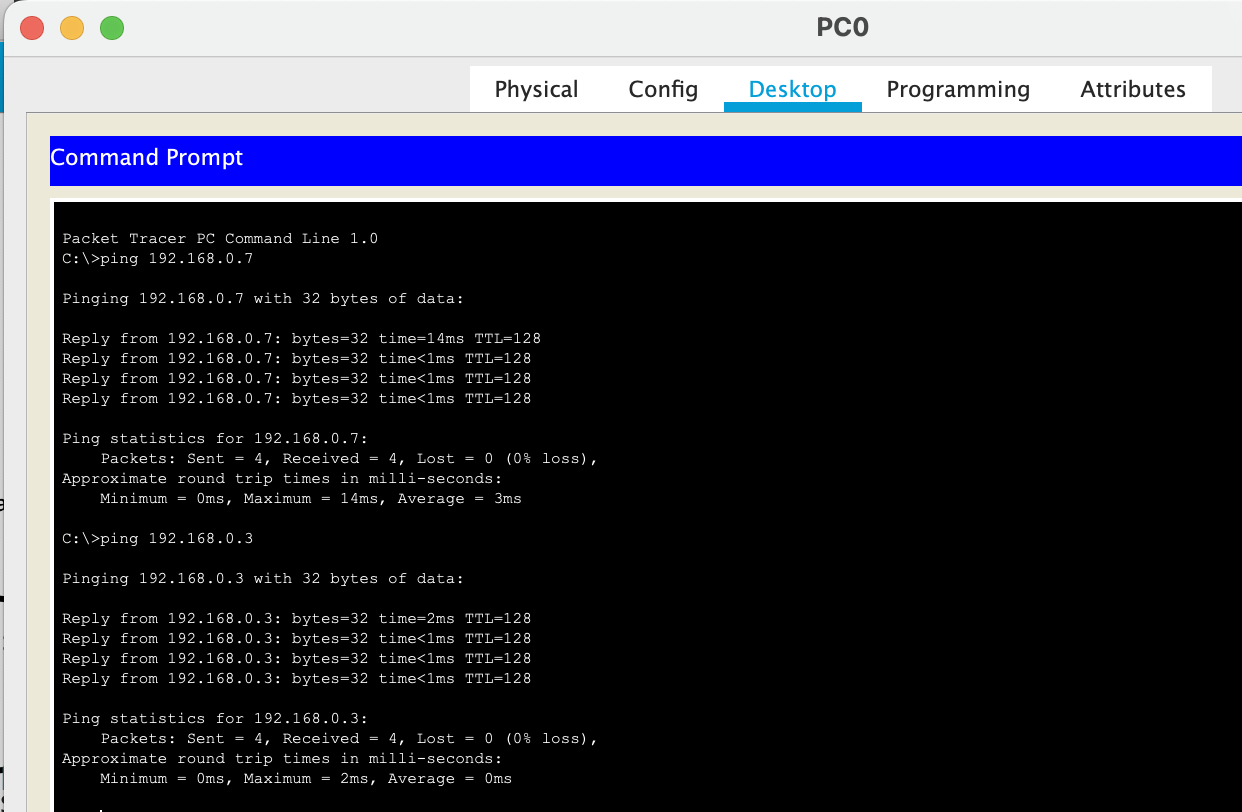 PC0
Physical Config Desktop Programming Attributes
Command Prompt
Packet Tracer PC Command Line 1.0
C:\>ping 192.168.0.7
Pinging 192.168.0.7 with 32 bytes of data:
Reply from 192.168.0.7: bytes=32 time=14ms TTL=128
Reply from 192.168.0.7: bytes=32 time<1ms TTL=128
Reply from 192.168.0.7: bytes=32 time<1ms TTL=128
Reply from 192.168.0.7: bytes=32 time<1ms TTL=128
Ping statistics for 192.168.0.7:
    Packets: Sent = 4, Received = 4, Lost = 0 (0% loss),
Approximate round trip times in milli-seconds:
    Minimum = 0ms, Maximum = 14ms, Average = 3ms
C:\>ping 192.168.0.3
Pinging 192.168.0.3 with 32 bytes of data:
Reply from 192.168.0.3: bytes=32 time=2ms TTL=128
Reply from 192.168.0.3: bytes=32 time<1ms TTL=128
Reply from 192.168.0.3: bytes=32 time<1ms TTL=128
Reply from 192.168.0.3: bytes=32 time<1ms TTL=128
Ping statistics for 192.168.0.3:
    Packets: Sent = 4, Received = 4, Lost = 0 (0% loss),
Approximate round trip times in milli-seconds:
    Minimum = 0ms, Maximum = 2ms, Average = 0ms